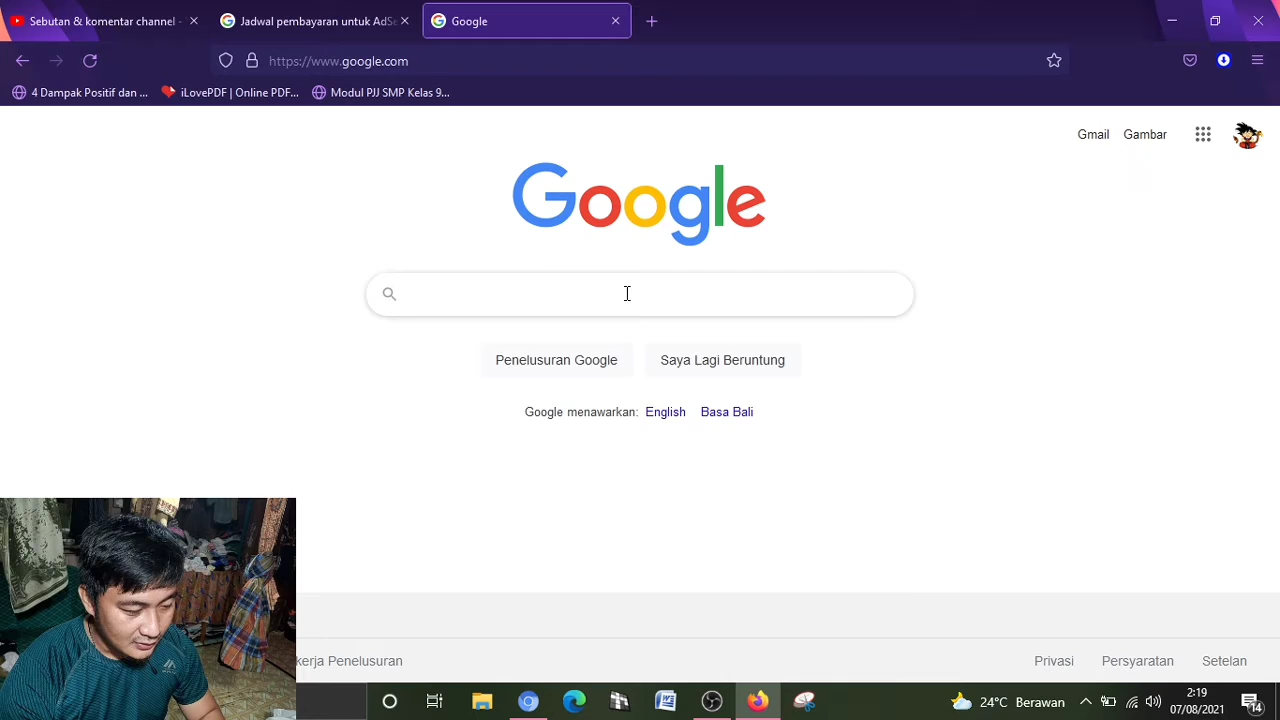 Sebutan & komentar channel -
Jadwal pembayaran untuk AdSe
Google
https://www.google.com
4 Dampak Positif dan ...
iLovePDF | Online PDF...
Modul PJJ SMP Kelas 9...
Gmail
Gambar
Google
Penelusuran Google
Saya Lagi Beruntung
Google menawarkan: English Basa Bali
kerja Penelusuran
Privasi
Persyaratan
Setelan
24°C Berawan
2:19
07/08/2021
14